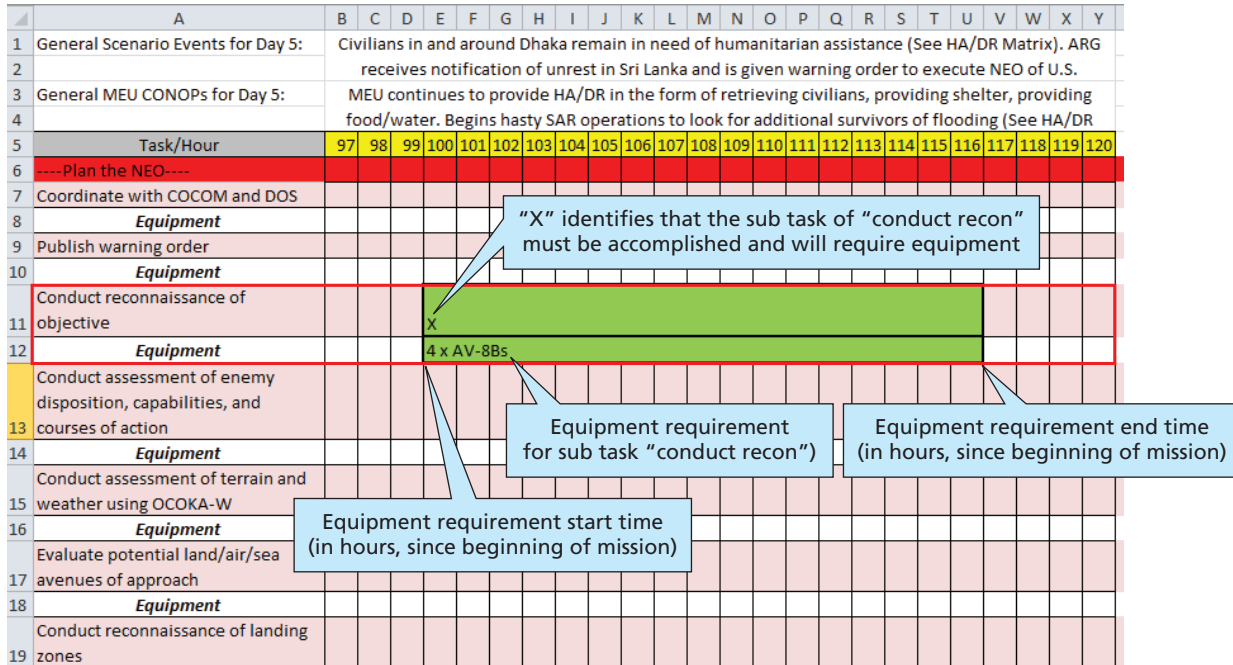 A B C D E F G H I J K L M N O P Q R S T U V W X Y
1 General Scenario Events for Day 5: Civilians in and around Dhaka remain in need of humanitarian assistance (See HA/DR Matrix). ARG
2 receives notification of unrest in Sri Lanka and is given warning order to execute NEO of U.S.
3 General MEU CONOPs for Day 5: MEU continues to provide HA/DR in the form of retrieving civilians, providing shelter, providing
4 food/water. Begins hasty SAR operations to look for additional survivors of flooding (See HA/DR
5 Task/Hour 97 98 99 100 101 102 103 104 105 106 107 108 109 110 111 112 113 114 115 116 117 118 119 120
6 ----Plan the NEO----
7 Coordinate with COCOM and DOS
8 Equipment
"X" identifies that the sub task of "conduct recon"
must be accomplished and will require equipment
9 Publish warning order
10 Equipment
Conduct reconnaissance of
11 objective X
12 Equipment 4 x AV-8Bs
Conduct assessment of enemy
disposition, capabilities, and
13 courses of action
Equipment requirement
for sub task "conduct recon")
Equipment requirement end time
(in hours, since beginning of mission)
14 Equipment
Conduct assessment of terrain and
15 weather using OCOKA-W
Equipment requirement start time
(in hours, since beginning of mission)
16 Equipment
Evaluate potential land/air/sea
17 avenues of approach
18 Equipment
Conduct reconnaissance of landing
19 zones